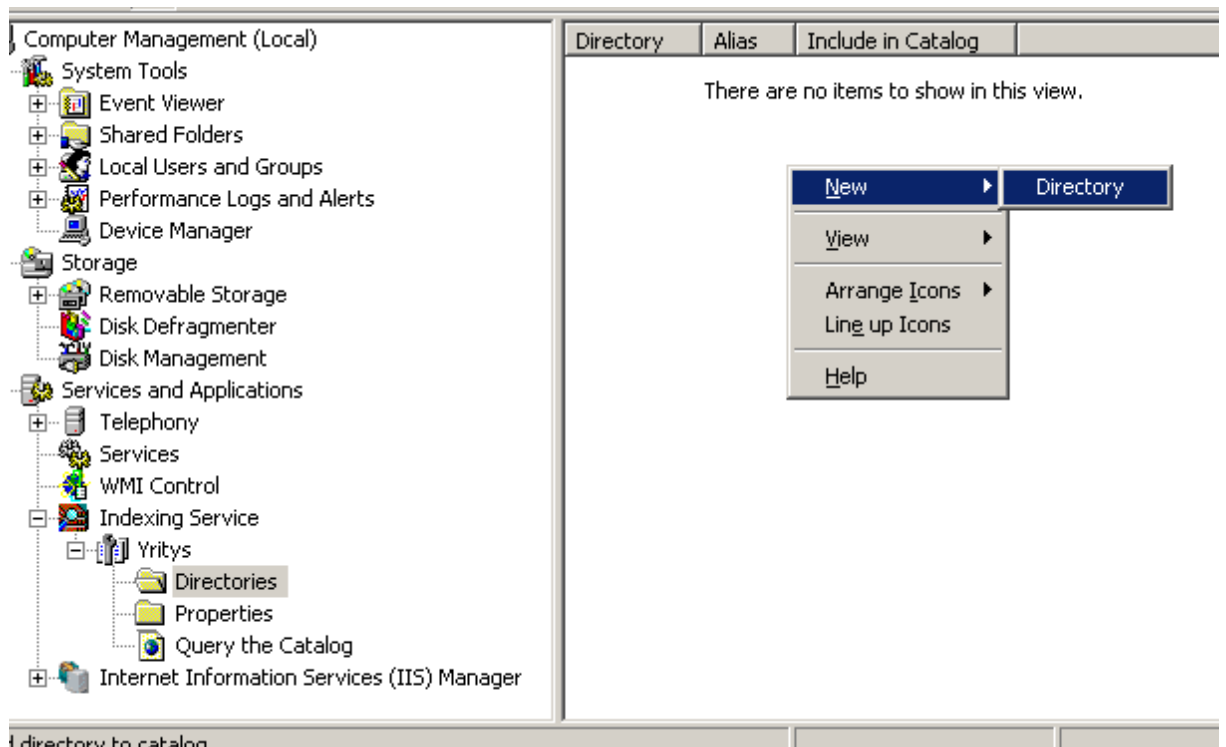 Computer Management (Local)
System Tools
Event Viewer
Shared Folders
Local Users and Groups
Performance Logs and Alerts
Device Manager
Storage
Removable Storage
Disk Defragmenter
Disk Management
Services and Applications
Telephony
Services
WMI Control
Indexing Service
Yritys
Directories
Properties
Query the Catalog
Internet Information Services (IIS) Manager
Directory Alias Include in Catalog
There are no items to show in this view.
New
Directory
View
Arrange Icons
Line up Icons
Help
directory to catalog